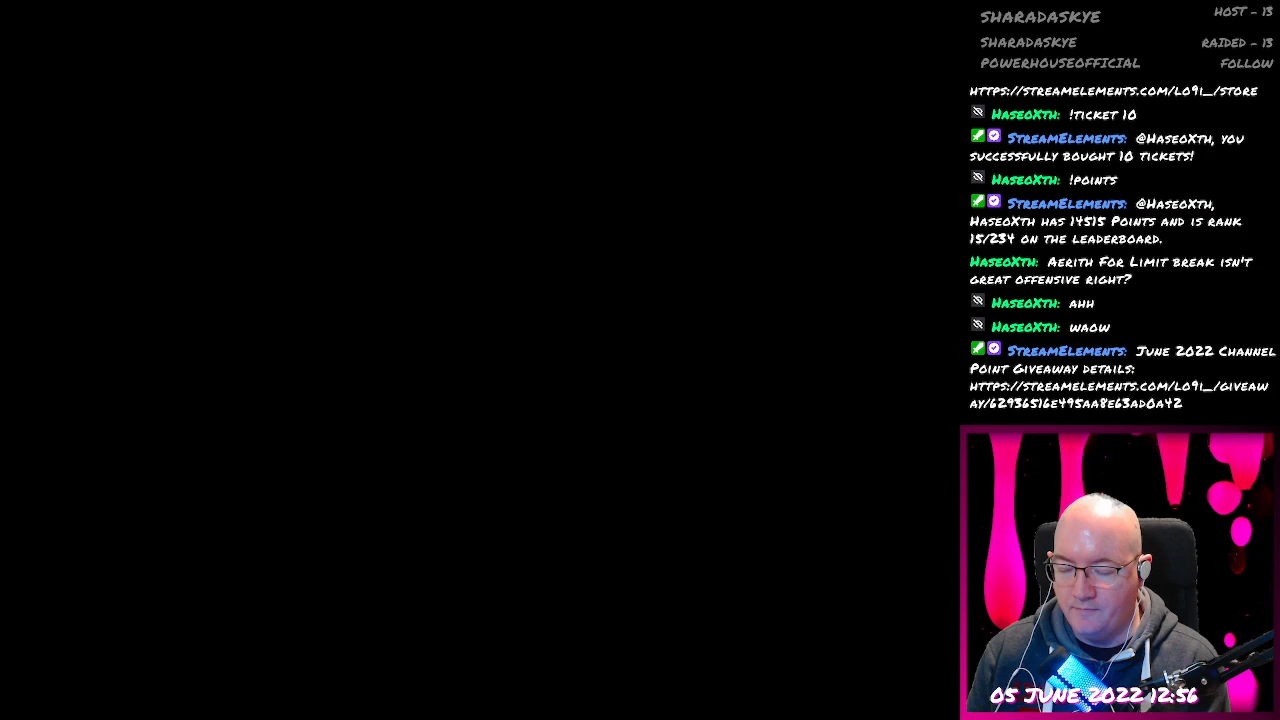 SHARADASKYE HOST - 13
SHARADASKYE RAIDED - 13
POWERHOUSEOFFICIAL FOLLOW
HTTPS://STREAMELEMENTS.COM/LO9I_/STORE
HASEOXTH: !TICKET 10
STREAMELEMENTS: @HASEOXTH, YOU
SUCCESSFULLY BOUGHT 10 TICKETS!
HASEOXTH: !POINTS
STREAMELEMENTS: @HASEOXTH,
HASEOXTH HAS 14515 POINTS AND IS RANK
15/234 ON THE LEADERBOARD.
HASEOXTH: AERITH FOR LIMIT BREAK ISN'T
GREAT OFFENSIVE RIGHT?
HASEOXTH: AHH
HASEOXTH: WAOW
STREAMELEMENTS: JUNE 2022 CHANNEL
POINT GIVEAWAY DETAILS:
HTTPS://STREAMELEMENTS.COM/LO9I_/GIVEAW
AY/62936516E495AA8E63AD0A42
05 JUNE 2022 12:56